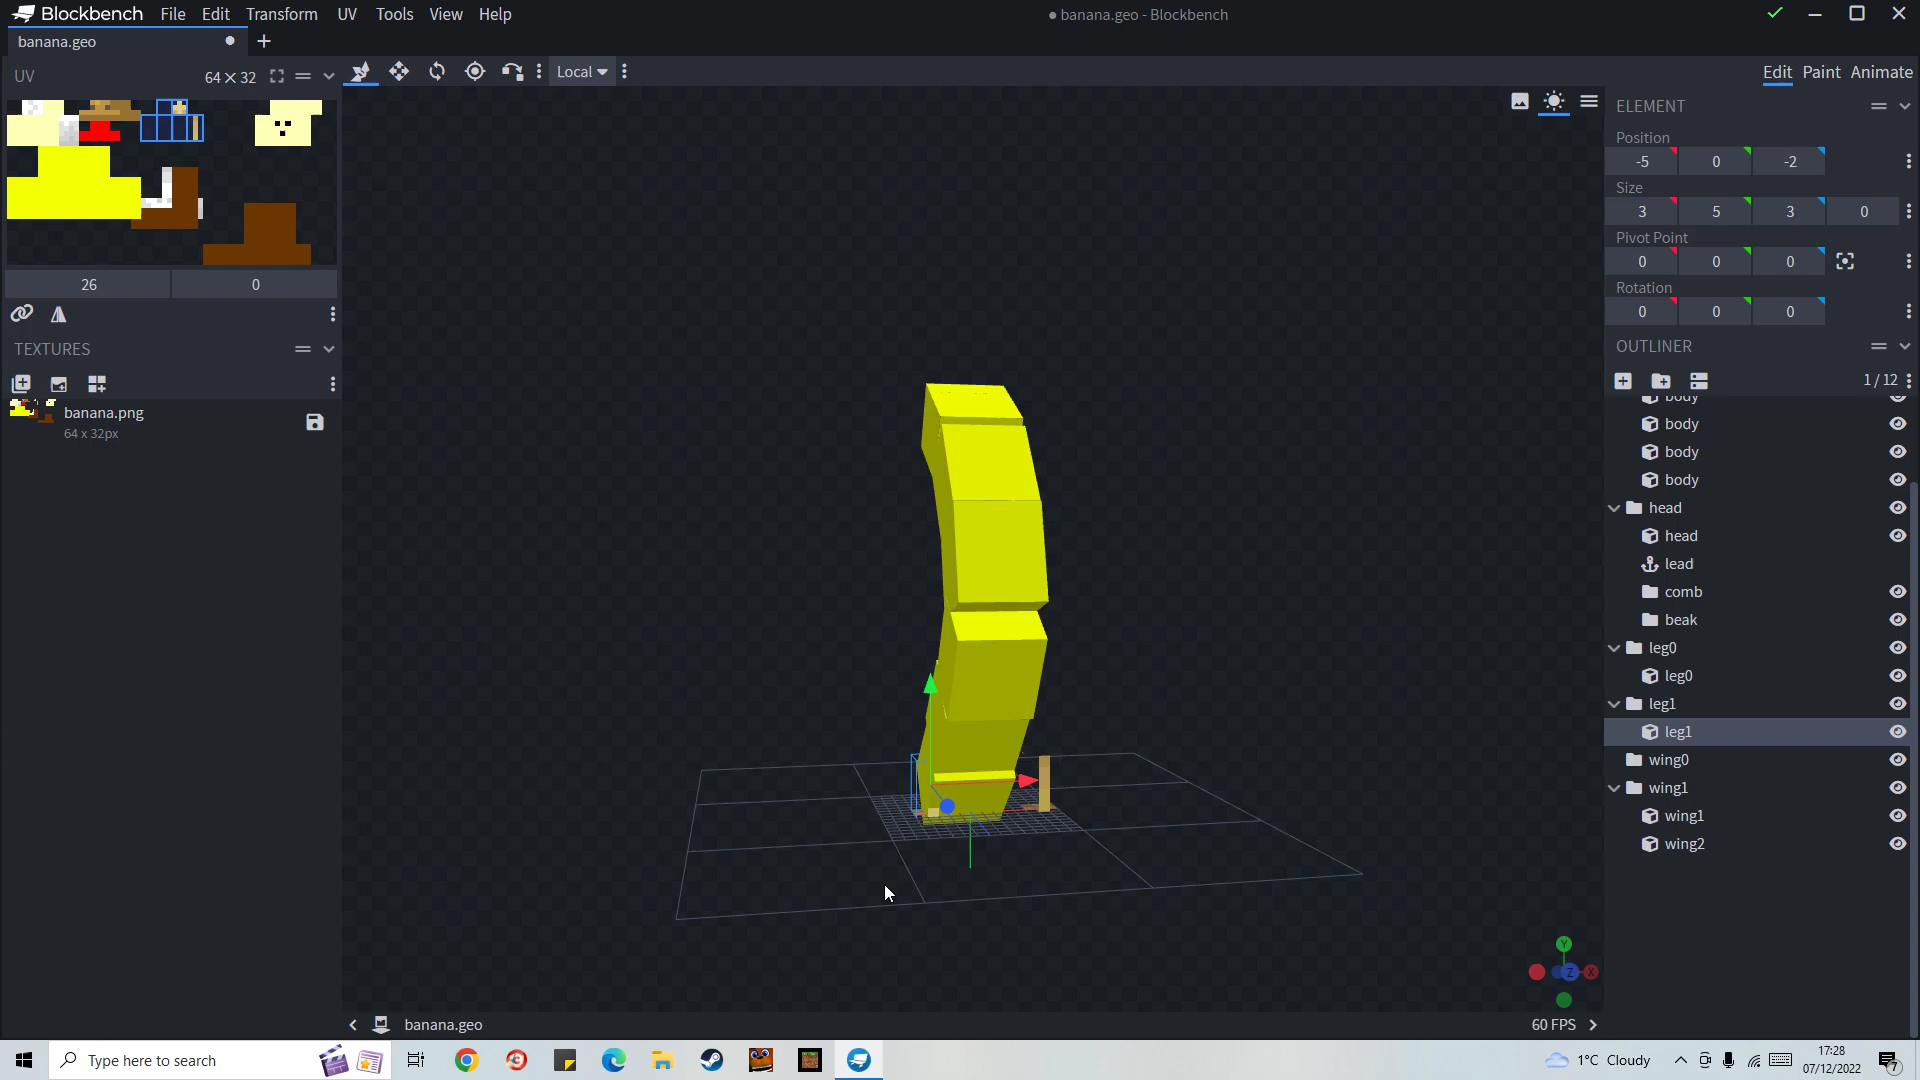 Blockbench File Edit Transform UV Tools View Help
banana.geo - Blockbench
banana.geo
UV 64×32
Local
Edit Paint Animate
ELEMENT
Position
-5 0 -2
Size
3 5 3 0
Pivot Point
0 0 0
Rotation
0 0 0
26 0
TEXTURES
banana.png
64 x 32px
OUTLINER
1/12
body
body
body
body
head
head
lead
comb
beak
leg0
leg0
leg1
leg1
wing0
wing1
wing1
wing2
Y
Z
X
banana.geo
60 FPS
Type here to search
1°C Cloudy
17:28
07/12/2022
7